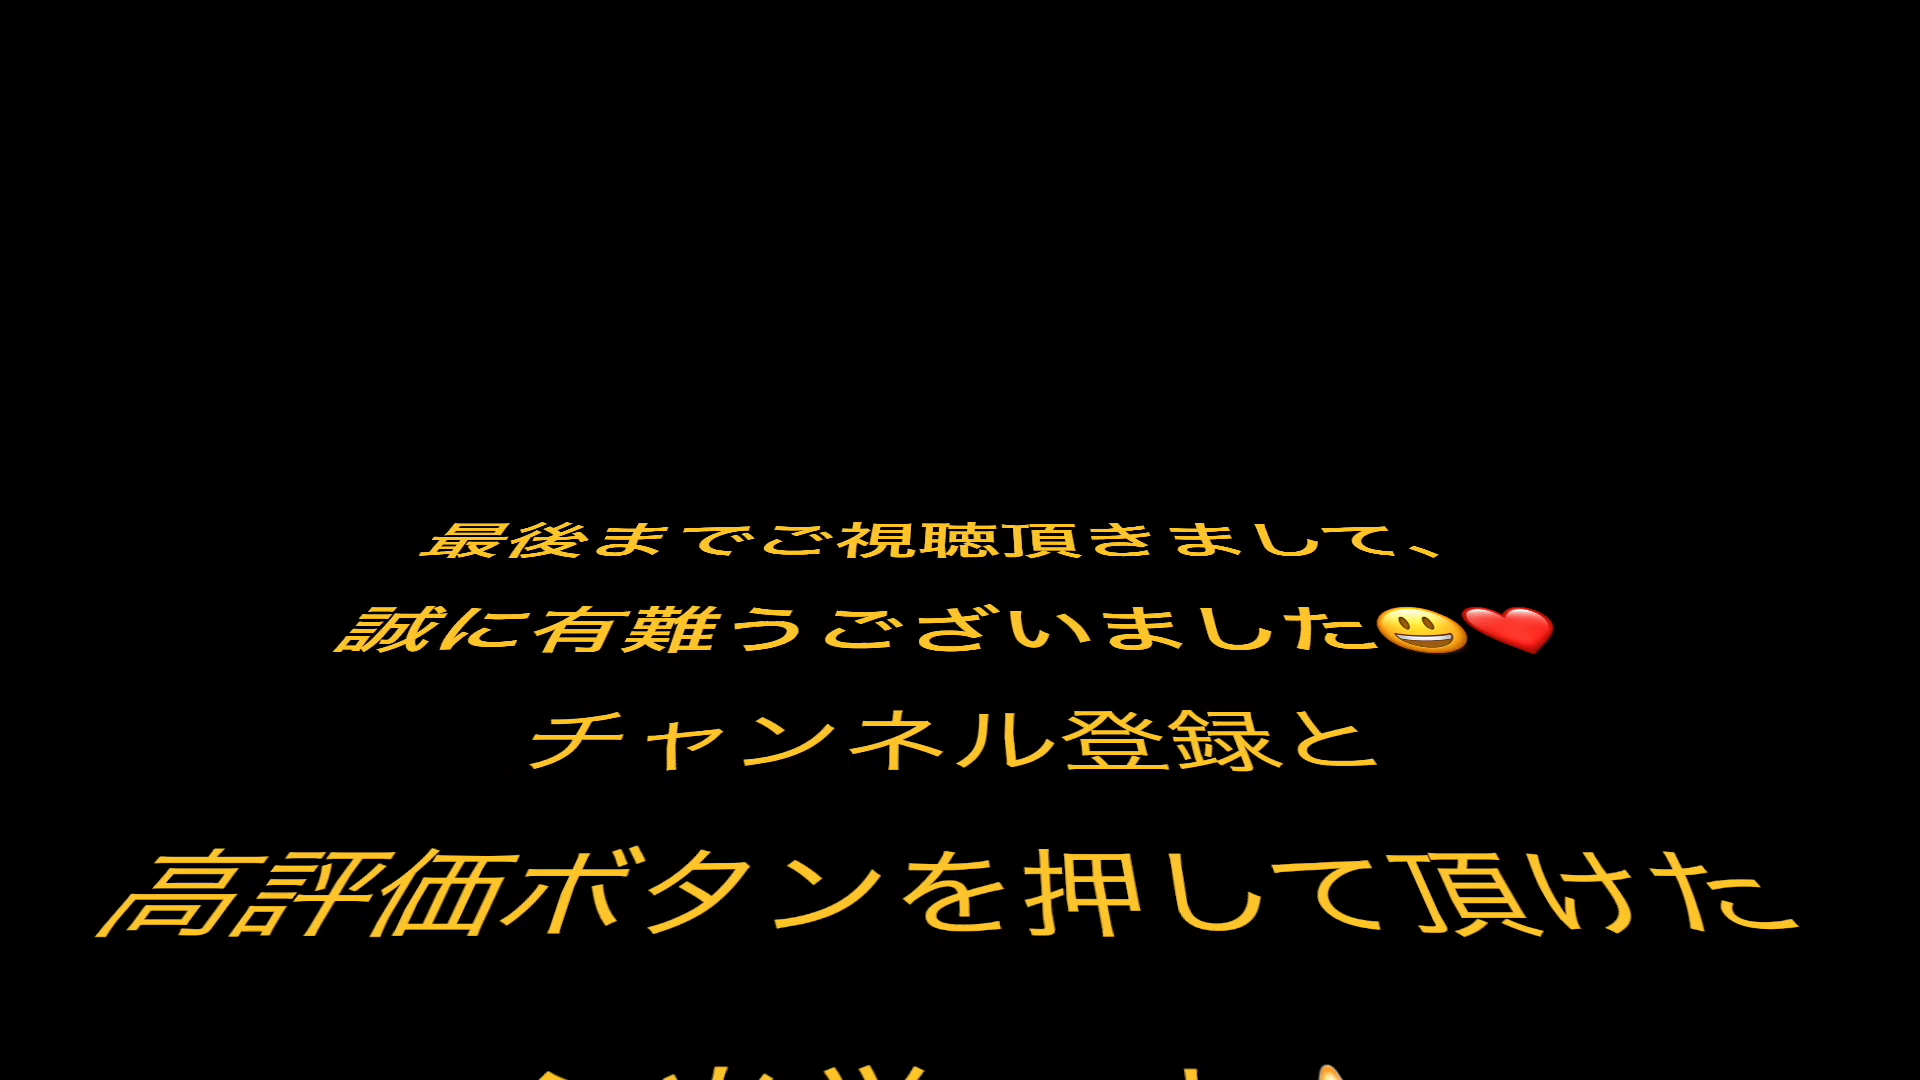 最後までご視聴頂きまして、
誠に有難うございました😃❤️
チャンネル登録と
高評価ボタンを押して頂けた